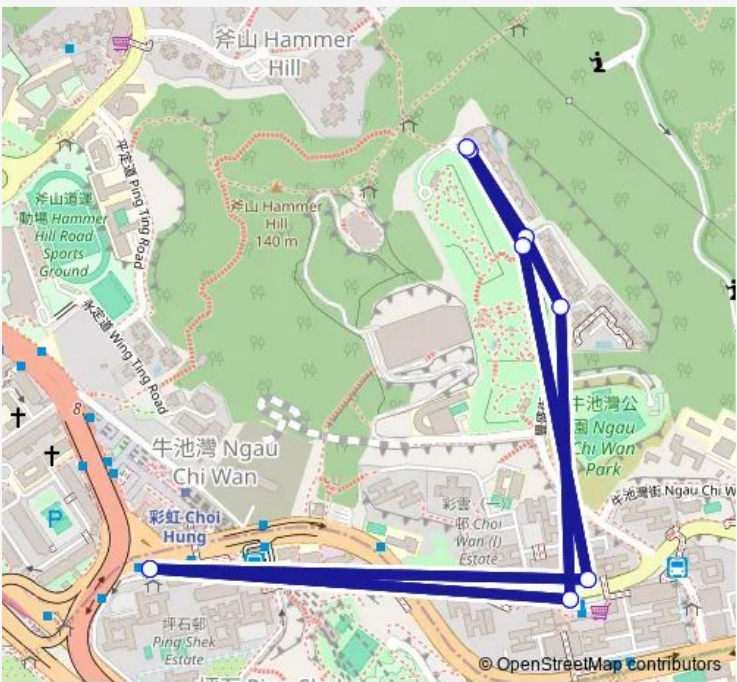 斧山 Hammer
Hill
平定道 Ping Ting Road
斧山道運
動場 Hammer
Hill Road
Sports
Ground
斧山 Hammer
Hill
140 m
永定道 Wing Ting Road
8
牛池灣 Ngau
Chi Wan
彩虹 Choi
Hung
P
豐盛街
牛池灣公
園 Ngau
Chi Wan
Park
牛池灣街 Ngau Chi W
彩雲（一）
邨 Choi
Wan (I)
Estate
坪石邨
Ping Shek
Estate
© OpenStreetMap contributors